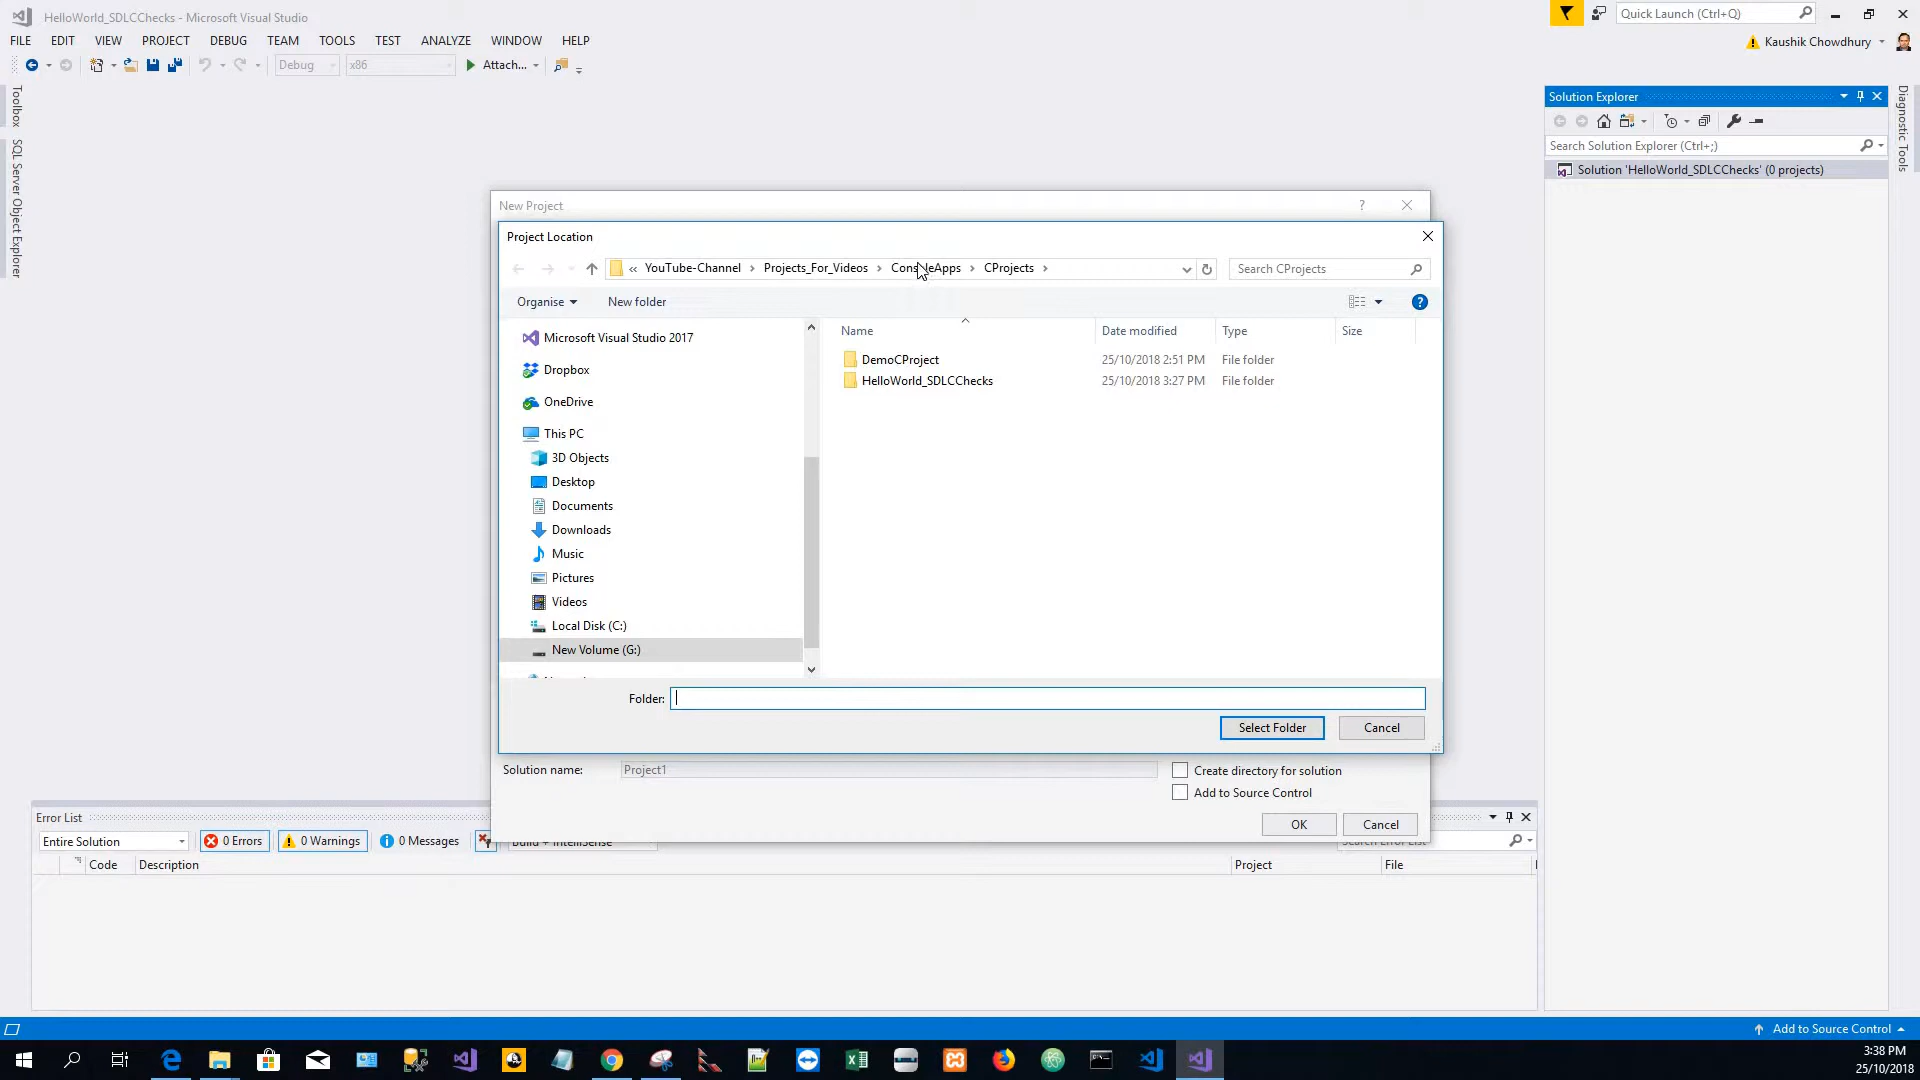 HelloWorld_SDLCChecks - Microsoft Visual Studio
Quick Launch (Ctrl+Q)
FILE EDIT VIEW PROJECT DEBUG TEAM TOOLS TEST ANALYZE WINDOW HELP
Kaushik Chowdhury
Debug x86 Attach...
Toolbox
SQL Server Object Explorer
Solution Explorer
Search Solution Explorer (Ctrl+;)
Solution 'HelloWorld_SDLCChecks' (0 projects)
Diagnostic Tools
New Project
?
Project Location
« YouTube-Channel > Projects_For_Videos > ConsoleApps > CProjects >
Search CProjects
Organise New folder
?
Microsoft Visual Studio 2017
Dropbox
OneDrive
This PC
3D Objects
Desktop
Documents
Downloads
Music
Pictures
Videos
Local Disk (C:)
New Volume (G:)
Name Date modified Type Size
DemoCProject 25/10/2018 2:51 PM File folder
HelloWorld_SDLCChecks 25/10/2018 3:27 PM File folder
Folder:
Select Folder Cancel
Solution name: Project1
Create directory for solution
Add to Source Control
OK Cancel
Error List
Entire Solution 0 Errors 0 Warnings 0 Messages Build + IntelliSense Search Error List
Code Description Project File
Add to Source Control
3:38 PM
25/10/2018